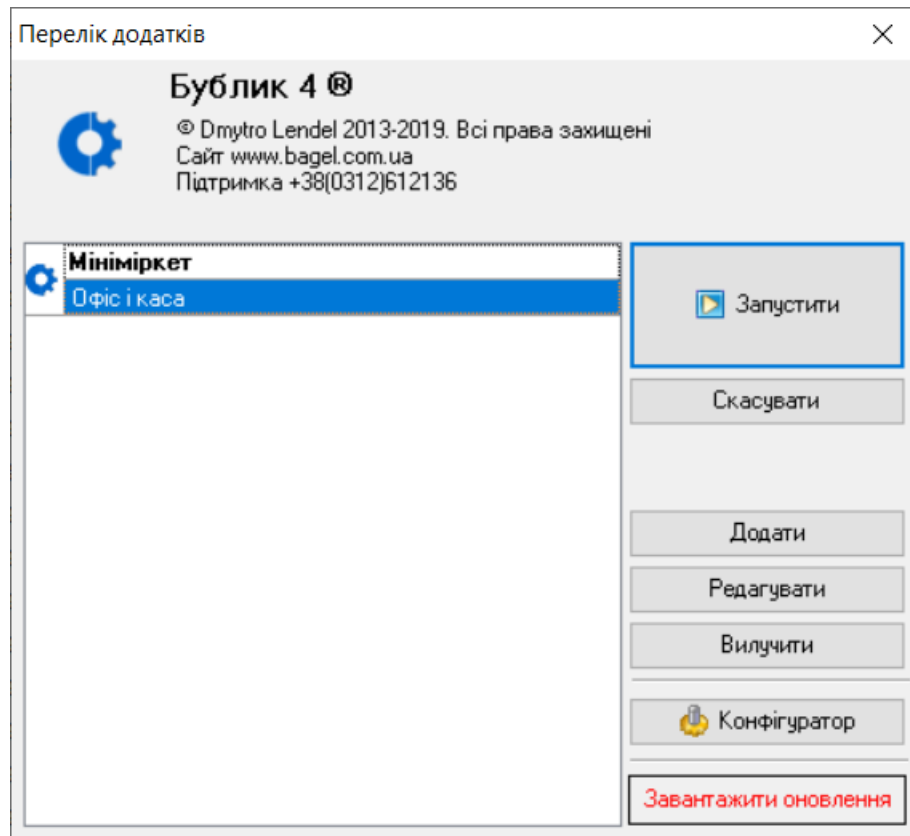 Перелік додатків
Бублик 4 ®
© Dmytro Lendel 2013-2019. Всі права захищені
Сайт www.bagel.com.ua
Підтримка +38(0312)612136
Мінімíркет
Офіс і каса
Запустити
Скасувати
Додати
Редагувати
Вилучити
Конфігуратор
Завантажити оновлення